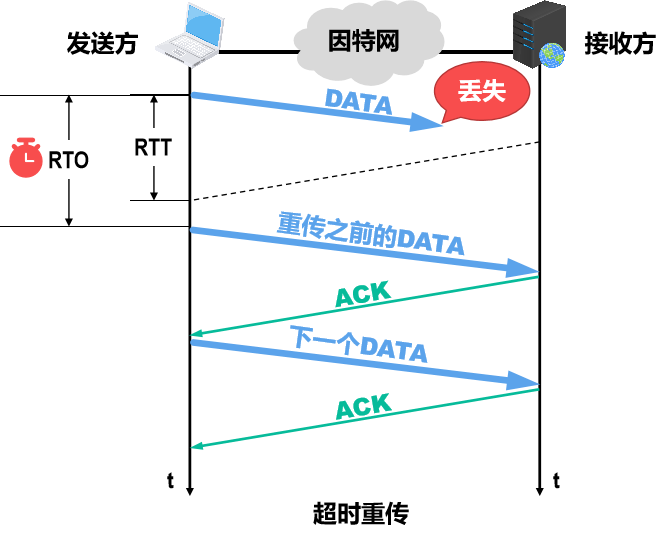 发送方
因特网
接收方
DATA
丢失
RTO
RTT
重传之前的DATA
ACK
下一个DATA
ACK
t
t
超时重传